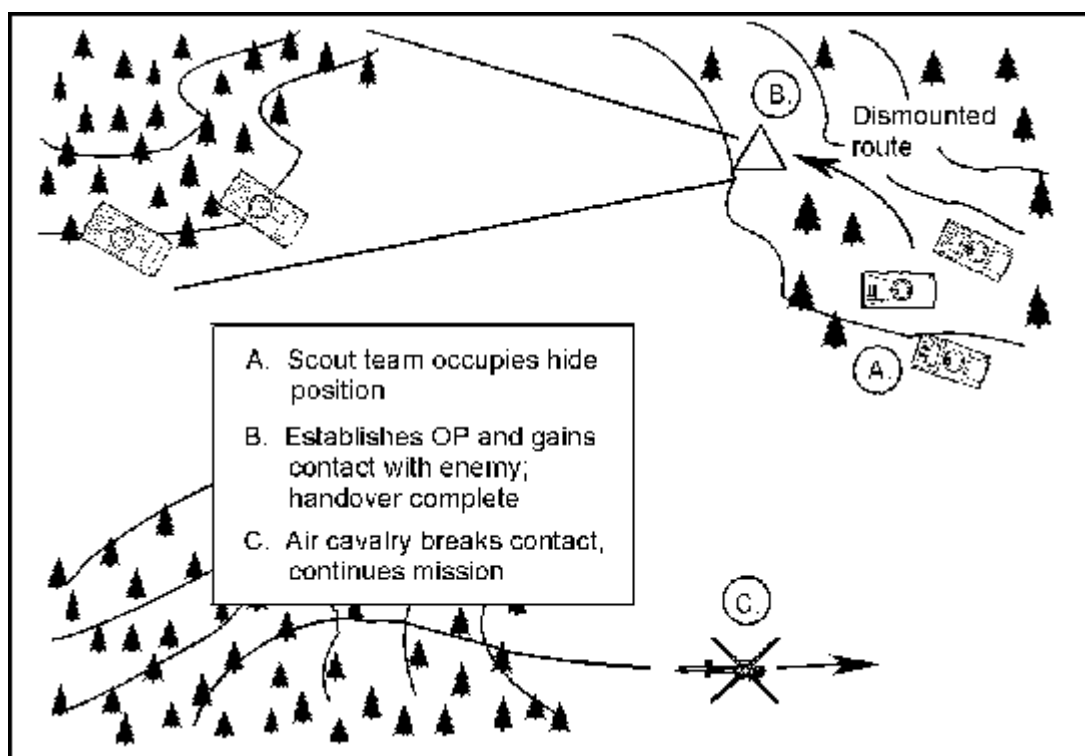 B.
Dismounted
route
A.
A. Scout team occupies hide
position
B. Establishes OP and gains
contact with enemy;
handover complete
C. Air cavalry breaks contact,
continues mission
C.